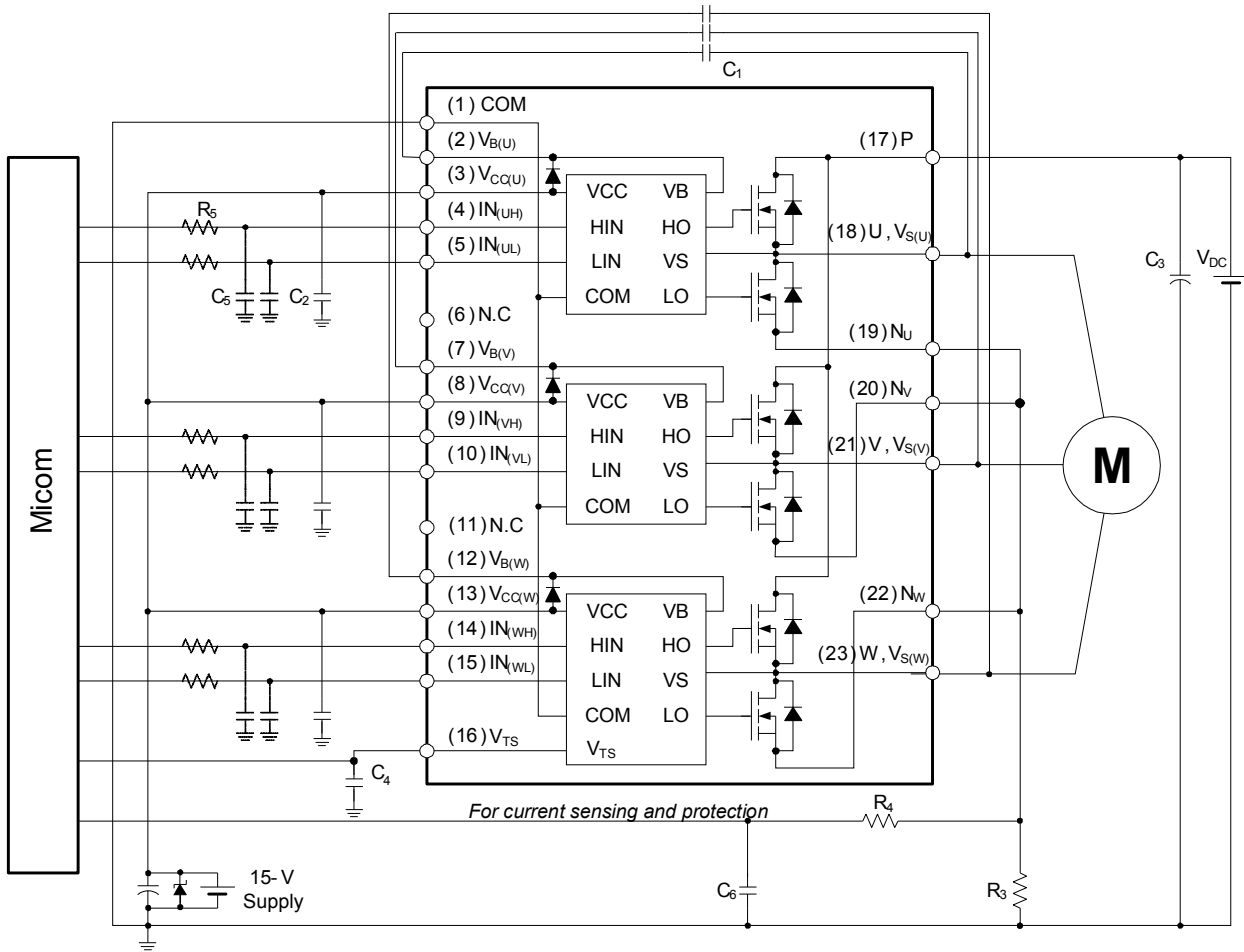 C1
(1) COM
(2) VB(U)
(3) VCC(U)
(4) IN(UH)
(5) IN(UL)
(6) N.C
(7) VB(V)
(8) VCC(V)
(9) IN(VH)
(10) IN(VL)
(11) N.C
(12) VB(W)
(13) VCC(W)
(14) IN(WH)
(15) IN(WL)
(16) VTS
Micom
R5
C5
C2
VCC VB
HIN HO
LIN VS
COM LO
VCC VB
HIN HO
LIN VS
COM LO
VCC VB
HIN HO
LIN VS
COM LO
VTS
(17) P
(18) U, VS(U)
(19) NU
(20) NV
(21) V, VS(V)
(22) NW
(23) W, VS(W)
C3
VDC
M
C4
For current sensing and protection
R4
15-V
Supply
C6
R3